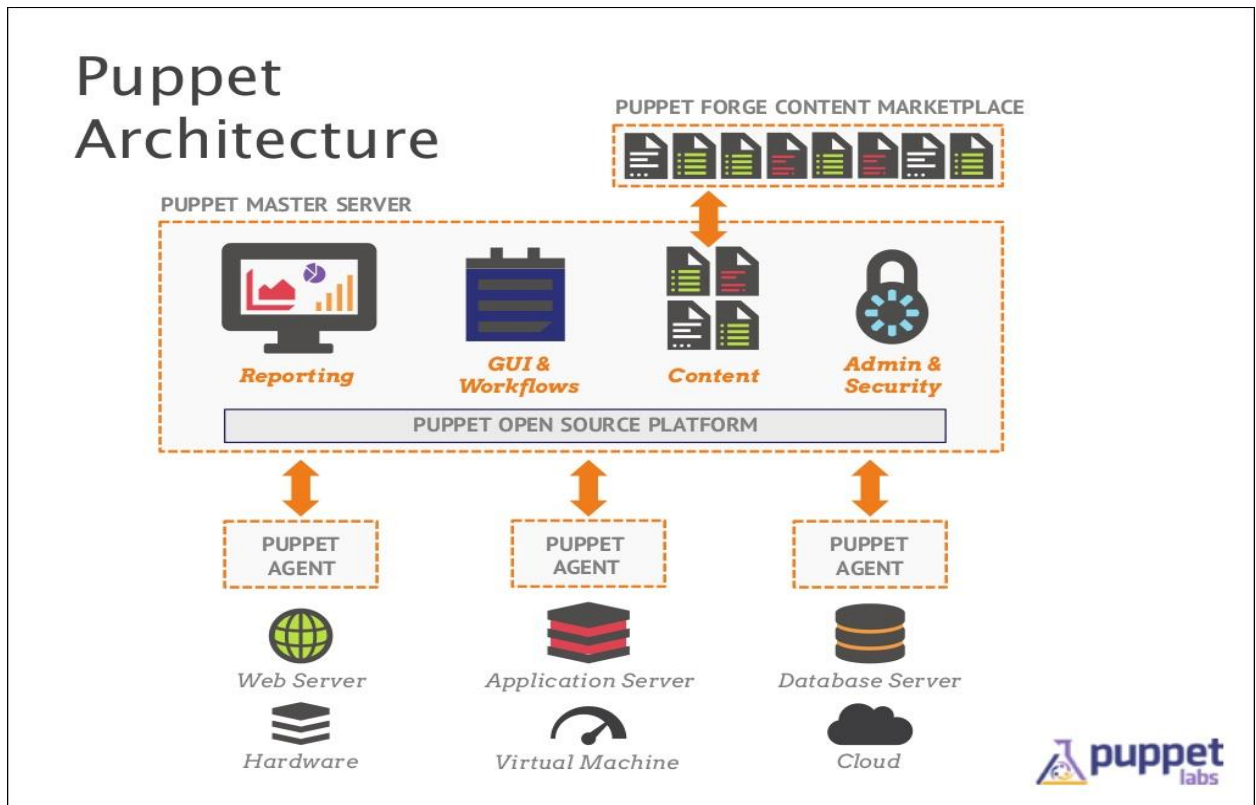 Puppet
Architecture
PUPPET FORGE CONTENT MARKETPLACE
PUPPET MASTER SERVER
Reporting
GUI &
Workflows
Content
Admin &
Security
PUPPET OPEN SOURCE PLATFORM
PUPPET
AGENT
PUPPET
AGENT
PUPPET
AGENT
Web Server
Application Server
Database Server
Hardware
Virtual Machine
Cloud
puppet
labs